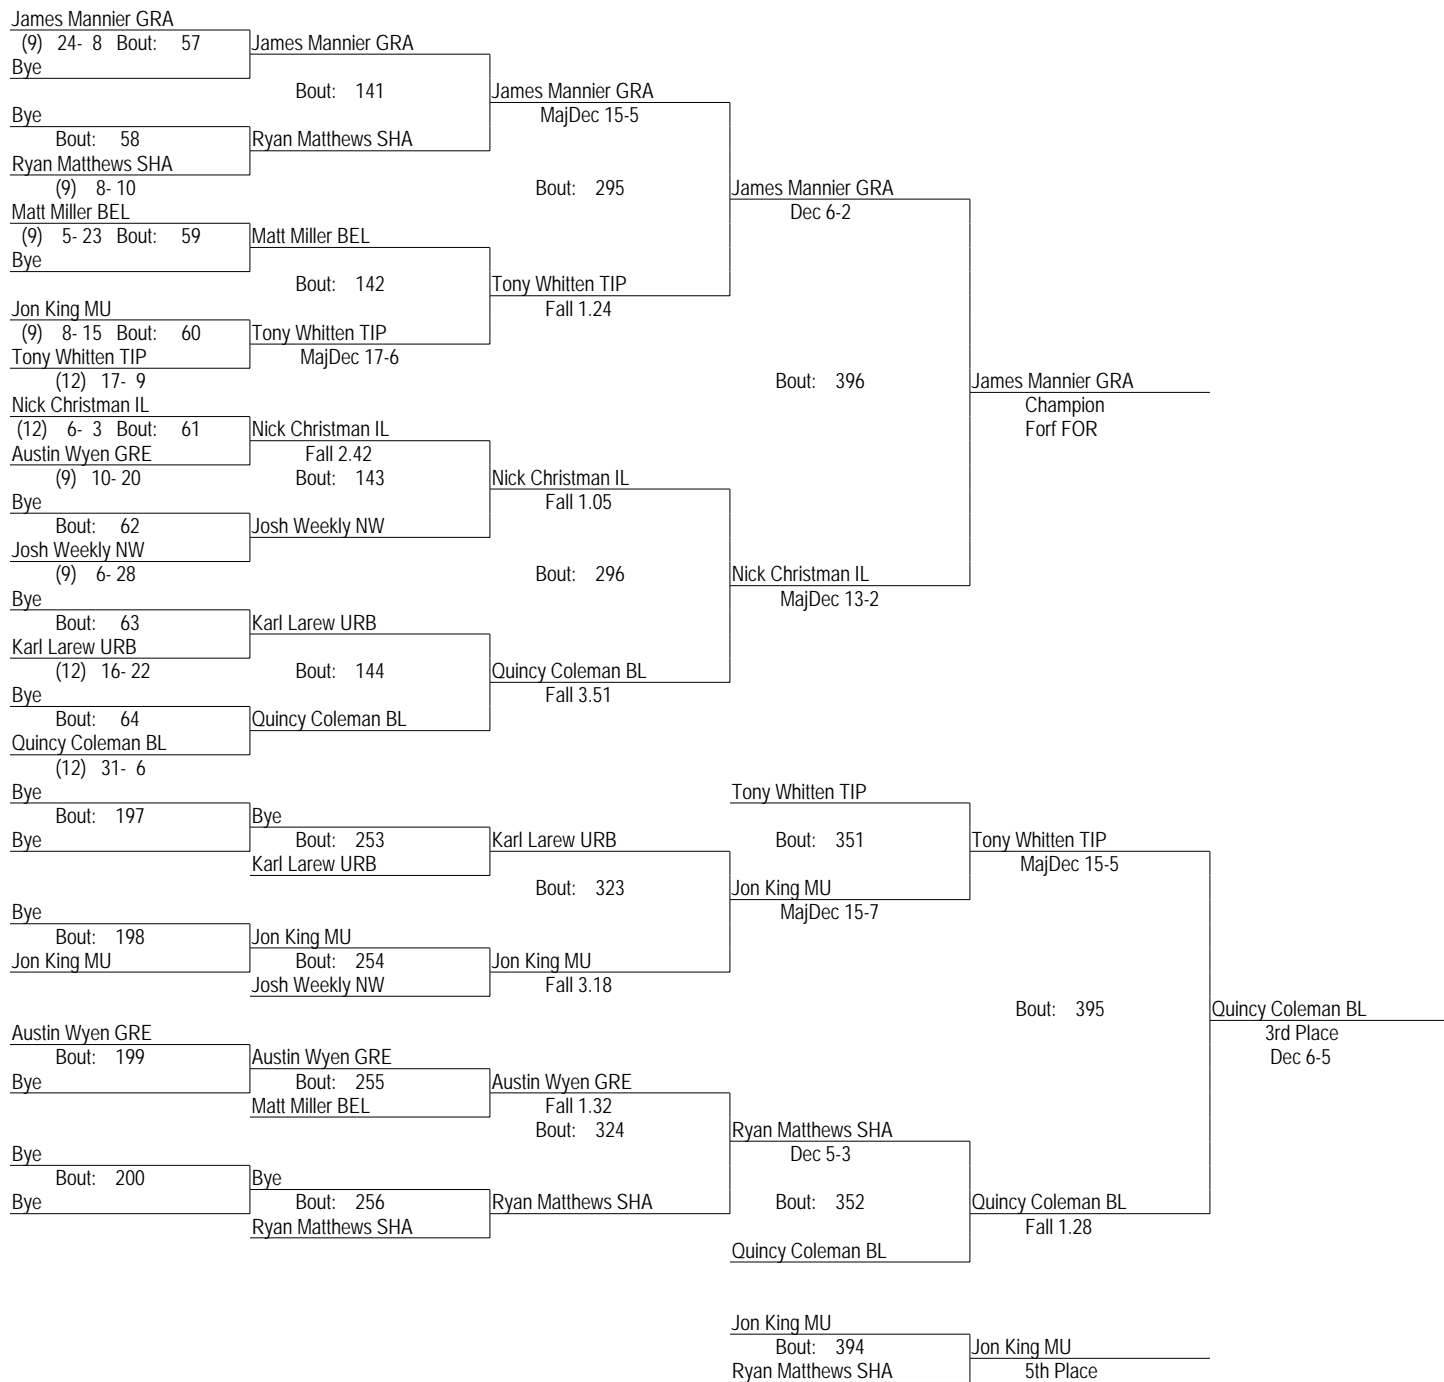 James Mannier GRA
(9) 24- 8 Bout: 57
James Mannier GRA
Bye
Bout: 141
James Mannier GRA
MajDec 15-5
Bye
Bout: 58
Ryan Matthews SHA
Ryan Matthews SHA
(9) 8- 10
Bout: 295
James Mannier GRA
Dec 6-2
Matt Miller BEL
(9) 5- 23 Bout: 59
Matt Miller BEL
Bye
Bout: 142
Tony Whitten TIP
Fall 1.24
Jon King MU
(9) 8- 15 Bout: 60
Tony Whitten TIP
Tony Whitten TIP
MajDec 17-6
(12) 17- 9
Bout: 396
James Mannier GRA
Champion
Forf FOR
Nick Christman IL
(12) 6- 3 Bout: 61
Nick Christman IL
Austin Wyen GRE
Fall 2.42
(9) 10- 20
Bout: 143
Nick Christman IL
Fall 1.05
Bye
Bout: 62
Josh Weekly NW
Josh Weekly NW
(9) 6- 28
Bout: 296
Nick Christman IL
MajDec 13-2
Bye
Bout: 63
Karl Larew URB
Karl Larew URB
(12) 16- 22
Bout: 144
Quincy Coleman BL
Fall 3.51
Bye
Bout: 64
Quincy Coleman BL
Quincy Coleman BL
(12) 31- 6
Bye
Bout: 197
Bye
Bye
Bout: 253
Karl Larew URB
Karl Larew URB
Tony Whitten TIP
Bout: 351
Tony Whitten TIP
MajDec 15-5
Bout: 323
Jon King MU
MajDec 15-7
Bye
Bout: 198
Jon King MU
Jon King MU
Bout: 254
Jon King MU
Josh Weekly NW
Fall 3.18
Bout: 395
Quincy Coleman BL
3rd Place
Dec 6-5
Austin Wyen GRE
Bout: 199
Austin Wyen GRE
Bye
Bout: 255
Austin Wyen GRE
Matt Miller BEL
Fall 1.32
Bout: 324
Ryan Matthews SHA
Dec 5-3
Bye
Bout: 200
Bye
Bye
Bout: 256
Ryan Matthews SHA
Ryan Matthews SHA
Bout: 352
Quincy Coleman BL
Fall 1.28
Quincy Coleman BL
Jon King MU
Bout: 394
Jon King MU
Ryan Matthews SHA
5th Place